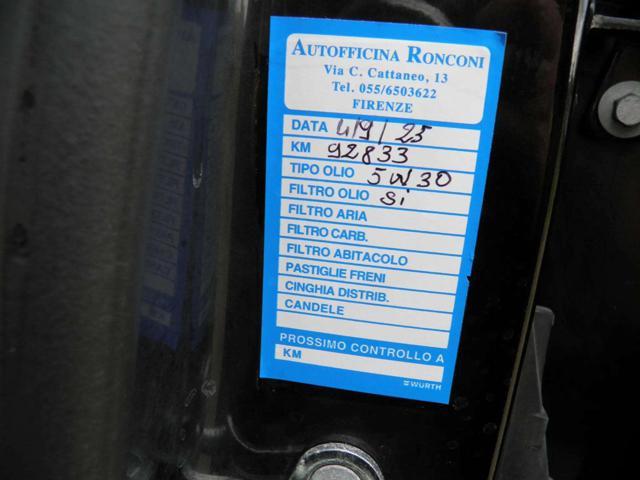 AUTOFFICINA RONCONI
Via C. Cattaneo, 13
Tel. 055/6503622
FIRENZE
DATA 4/9/25
KM 92833
TIPO OLIO 5W30
FILTRO OLIO si
FILTRO ARIA
FILTRO CARB.
FILTRO ABITACOLO
PASTIGLIE FRENI
CINGHIA DISTRIB.
CANDELE
PROSSIMO CONTROLLO A
KM
WÜRTH